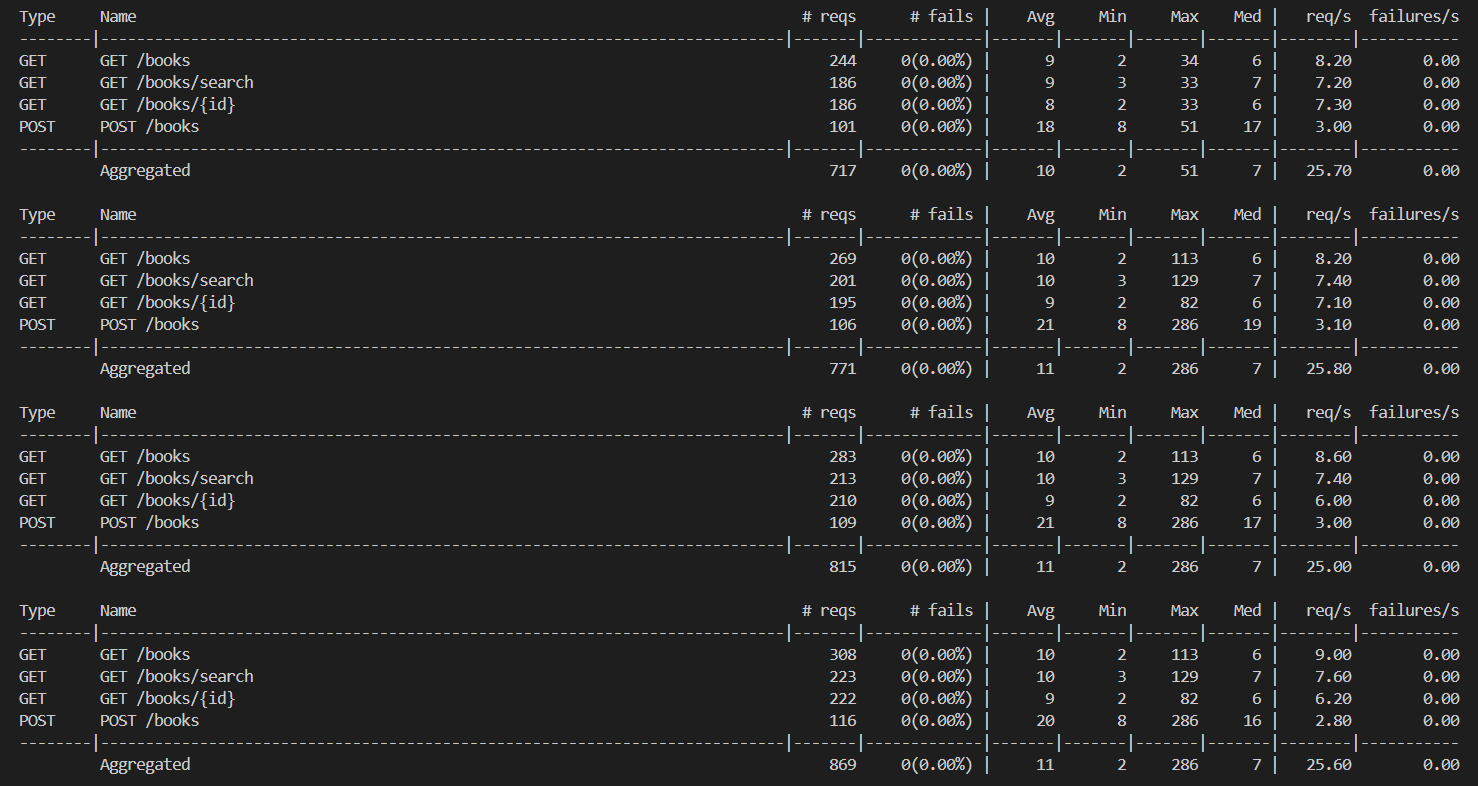 Type     Name                                                                          # reqs      # fails |    Avg     Min     Max    Med |   req/s  failures/s
--------|----------------------------------------------------------------------------|-------|-------------|-------|-------|-------|-------|--------|-----------
GET      GET /books                                                                       244     0(0.00%) |      9       2      34      6 |    8.20        0.00
GET      GET /books/search                                                                186     0(0.00%) |      9       3      33      7 |    7.20        0.00
GET      GET /books/{id}                                                                  186     0(0.00%) |      8       2      33      6 |    7.30        0.00
POST     POST /books                                                                      101     0(0.00%) |     18       8      51     17 |    3.00        0.00
--------|----------------------------------------------------------------------------|-------|-------------|-------|-------|-------|-------|--------|-----------
         Aggregated                                                                       717     0(0.00%) |     10       2      51      7 |   25.70        0.00
Type     Name                                                                          # reqs      # fails |    Avg     Min     Max    Med |   req/s  failures/s
--------|----------------------------------------------------------------------------|-------|-------------|-------|-------|-------|-------|--------|-----------
GET      GET /books                                                                       269     0(0.00%) |     10       2     113      6 |    8.20        0.00
GET      GET /books/search                                                                201     0(0.00%) |     10       3     129      7 |    7.40        0.00
GET      GET /books/{id}                                                                  195     0(0.00%) |      9       2      82      6 |    7.10        0.00
POST     POST /books                                                                      106     0(0.00%) |     21       8     286     19 |    3.10        0.00
--------|----------------------------------------------------------------------------|-------|-------------|-------|-------|-------|-------|--------|-----------
         Aggregated                                                                       771     0(0.00%) |     11       2     286      7 |   25.80        0.00
Type     Name                                                                          # reqs      # fails |    Avg     Min     Max    Med |   req/s  failures/s
--------|----------------------------------------------------------------------------|-------|-------------|-------|-------|-------|-------|--------|-----------
GET      GET /books                                                                       283     0(0.00%) |     10       2     113      6 |    8.60        0.00
GET      GET /books/search                                                                213     0(0.00%) |     10       3     129      7 |    7.40        0.00
GET      GET /books/{id}                                                                  210     0(0.00%) |      9       2      82      6 |    6.00        0.00
POST     POST /books                                                                      109     0(0.00%) |     21       8     286     17 |    3.00        0.00
--------|----------------------------------------------------------------------------|-------|-------------|-------|-------|-------|-------|--------|-----------
         Aggregated                                                                       815     0(0.00%) |     11       2     286      7 |   25.00        0.00
Type     Name                                                                          # reqs      # fails |    Avg     Min     Max    Med |   req/s  failures/s
--------|----------------------------------------------------------------------------|-------|-------------|-------|-------|-------|-------|--------|-----------
GET      GET /books                                                                       308     0(0.00%) |     10       2     113      6 |    9.00        0.00
GET      GET /books/search                                                                223     0(0.00%) |     10       3     129      7 |    7.60        0.00
GET      GET /books/{id}                                                                  222     0(0.00%) |      9       2      82      6 |    6.20        0.00
POST     POST /books                                                                      116     0(0.00%) |     20       8     286     16 |    2.80        0.00
--------|----------------------------------------------------------------------------|-------|-------------|-------|-------|-------|-------|--------|-----------
         Aggregated                                                                       869     0(0.00%) |     11       2     286      7 |   25.60        0.00